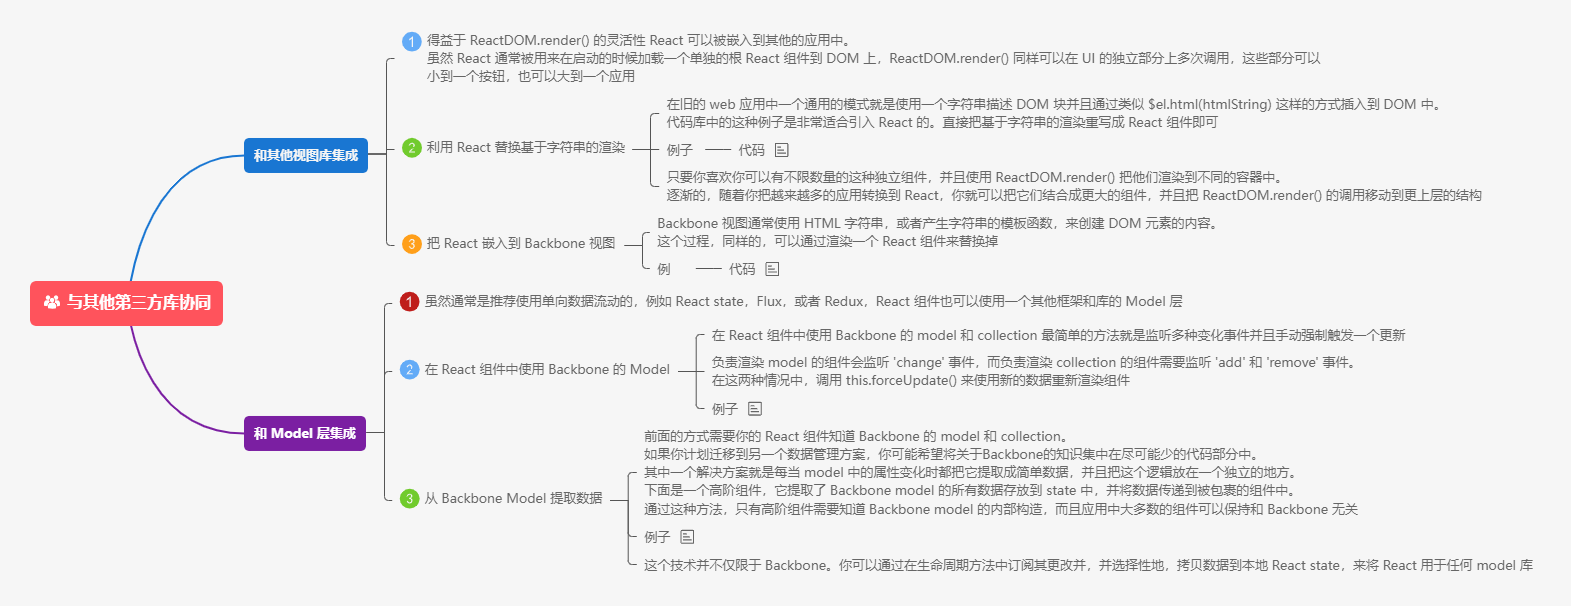 与其他第三方库协同
和其他视图库集成
1 得益于 ReactDOM.render() 的灵活性 React 可以被嵌入到其他的应用中。
虽然 React 通常被用来在启动的时候加载一个单独的根 React 组件到 DOM 上，ReactDOM.render() 同样可以在 UI 的独立部分上多次调用，这些部分可以
小到一个按钮，也可以大到一个应用
2 利用 React 替换基于字符串的渲染
在旧的 web 应用中一个通用的模式就是使用一个字符串描述 DOM 块并且通过类似 $el.html(htmlString) 这样的方式插入到 DOM 中。
代码库中的这种例子是非常适合引入 React 的。直接把基于字符串的渲染重写成 React 组件即可
例子 代码
只要你喜欢你可以有不限数量的这种独立组件，并且使用 ReactDOM.render() 把他们渲染到不同的容器中。
逐渐的，随着你把越来越多的应用转换到 React，你就可以把它们结合成更大的组件，并且把 ReactDOM.render() 的调用移动到更上层的结构
3 把 React 嵌入到 Backbone 视图
Backbone 视图通常使用 HTML 字符串，或者产生字符串的模板函数，来创建 DOM 元素的内容。
这个过程，同样的，可以通过渲染一个 React 组件来替换掉
例 代码
和 Model 层集成
1 虽然通常是推荐使用单向数据流动的，例如 React state，Flux，或者 Redux，React 组件也可以使用一个其他框架和库的 Model 层
2 在 React 组件中使用 Backbone 的 Model
在 React 组件中使用 Backbone 的 model 和 collection 最简单的方法就是监听多种变化事件并且手动强制触发一个更新
负责渲染 model 的组件会监听 'change' 事件，而负责渲染 collection 的组件需要监听 'add' 和 'remove' 事件。
在这两种情况中，调用 this.forceUpdate() 来使用新的数据重新渲染组件
例子
3 从 Backbone Model 提取数据
前面的方式需要你的 React 组件知道 Backbone 的 model 和 collection。
如果你计划迁移到另一个数据管理方案，你可能希望将关于Backbone的知识集中在尽可能少的代码部分中。
其中一个解决方案就是每当 model 中的属性变化时都把它提取成简单数据，并且把这个逻辑放在一个独立的地方。
下面是一个高阶组件，它提取了 Backbone model 的所有数据存放到 state 中，并将数据传递到被包裹的组件中。
通过这种方法，只有高阶组件需要知道 Backbone model 的内部构造，而且应用中大多数的组件可以保持和 Backbone 无关
例子
这个技术并不仅限于 Backbone。你可以通过在生命周期方法中订阅其更改并，并选择性地，拷贝数据到本地 React state，来将 React 用于任何 model 库